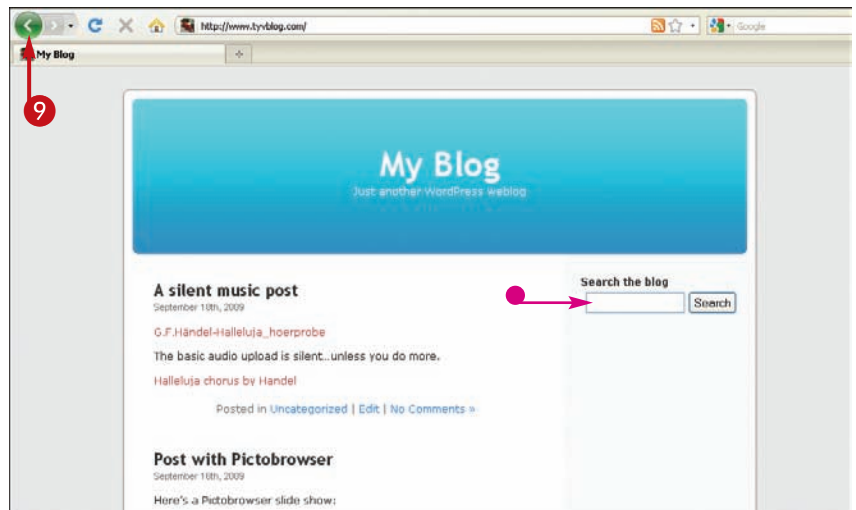 http://www.tyvblog.com/
Google
My Blog
9
My Blog
Just another WordPress weblog
A silent music post
September 10th, 2009
G.F.Händel-Halleluja_hoerprobe
The basic audio upload is silent...unless you do more.
Halleluja chorus by Handel
Posted in Uncategorized | Edit | No Comments »
Search the blog
Search
Post with Pictobrowser
September 10th, 2009
Here's a Pictobrowser slide show: